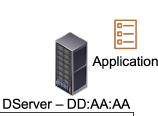 Application
DServer – DD:AA:AA